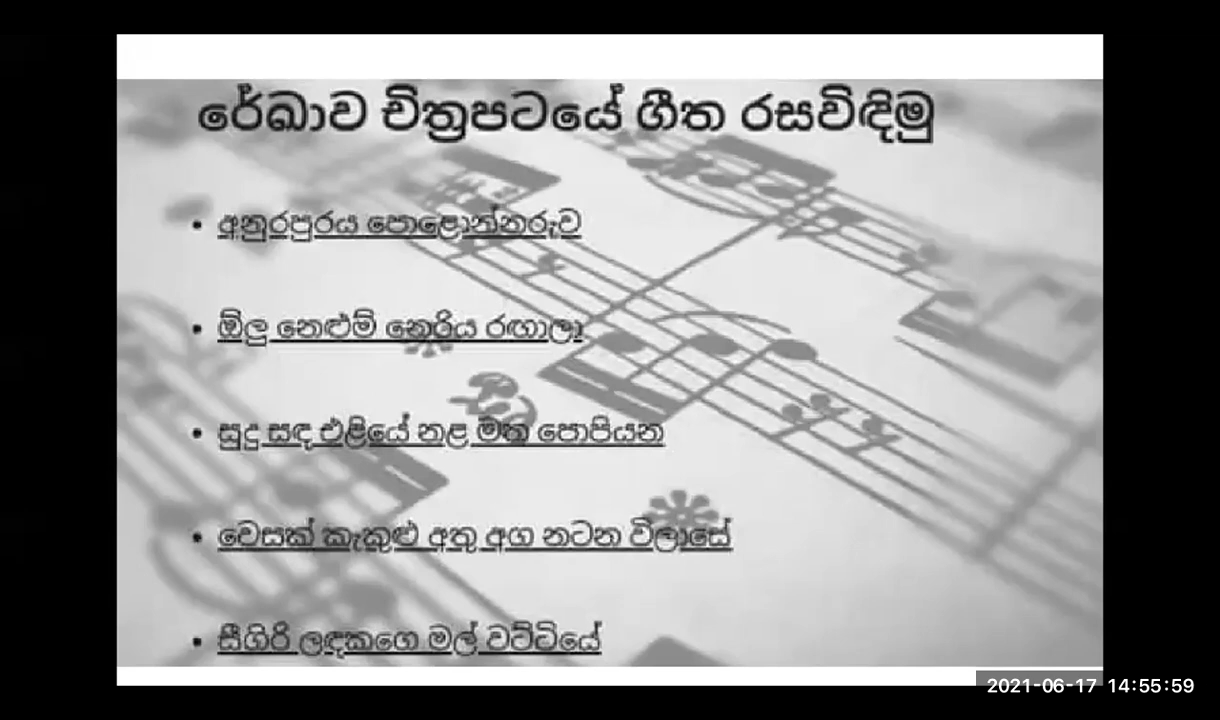 රේඛාව චිත්‍රපටයේ ගීත රසවිඳිමු
• අනුරපුරය පොළොන්නරුව
• ඕලු නෙළුම් නෙරිය රඟාලා
• සුදු සඳ එළියේ නළ මත පොපියන
• වෙසක් කැකුළු අතු අග නටන විලාසේ
• සීගිරි ලඳකගෙ මල් වට්ටියේ
2021-06-17 14:55:59